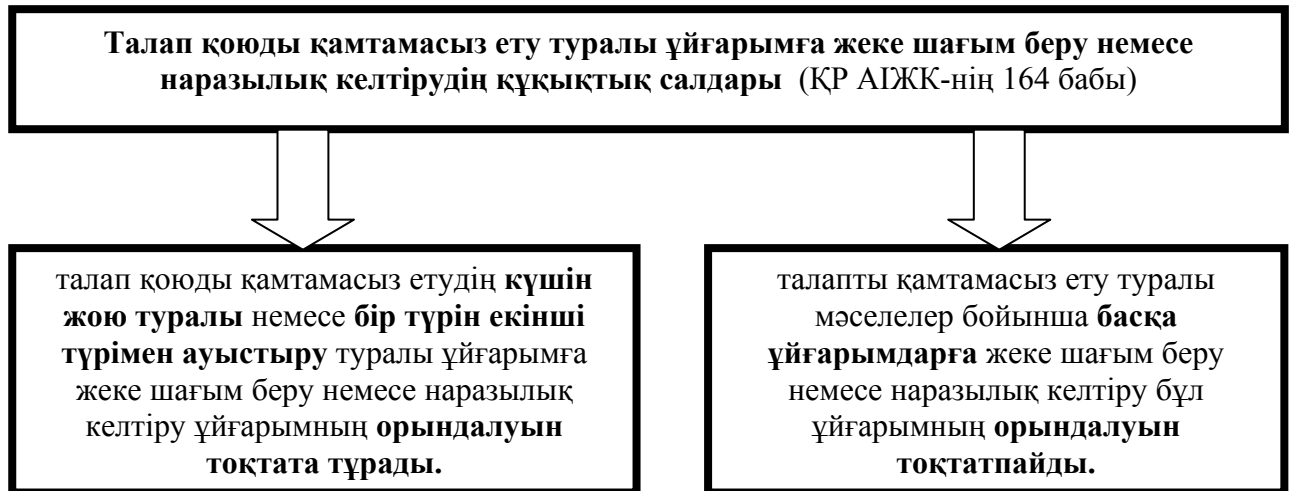 Талап қоюды қамтамасыз ету туралы ұйғарымға жеке шағым беру немесе
наразылық келтірудің құқықтық салдары (ҚР АІЖК-нің 164 бабы)
талап қоюды қамтамасыз етудің күшін
жою туралы немесе бір түрін екінші
түрімен ауыстыру туралы ұйғарымға
жеке шағым беру немесе наразылық
келтіру ұйғарымның орындалуын
тоқтата тұрады.
талапты қамтамасыз ету туралы
мәселелер бойынша басқа
ұйғарымдарға жеке шағым беру
немесе наразылық келтіру бұл
ұйғарымның орындалуын
тоқтатпайды.